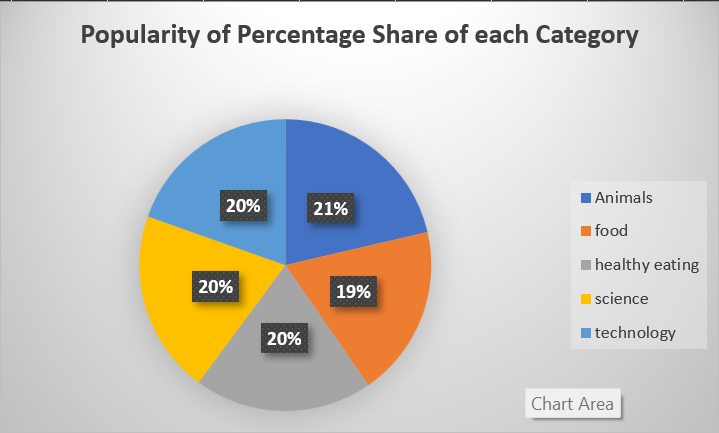 Popularity of Percentage Share of each Category
20%
21%
20%
19%
20%
Animals
food
healthy eating
science
technology
Chart Area